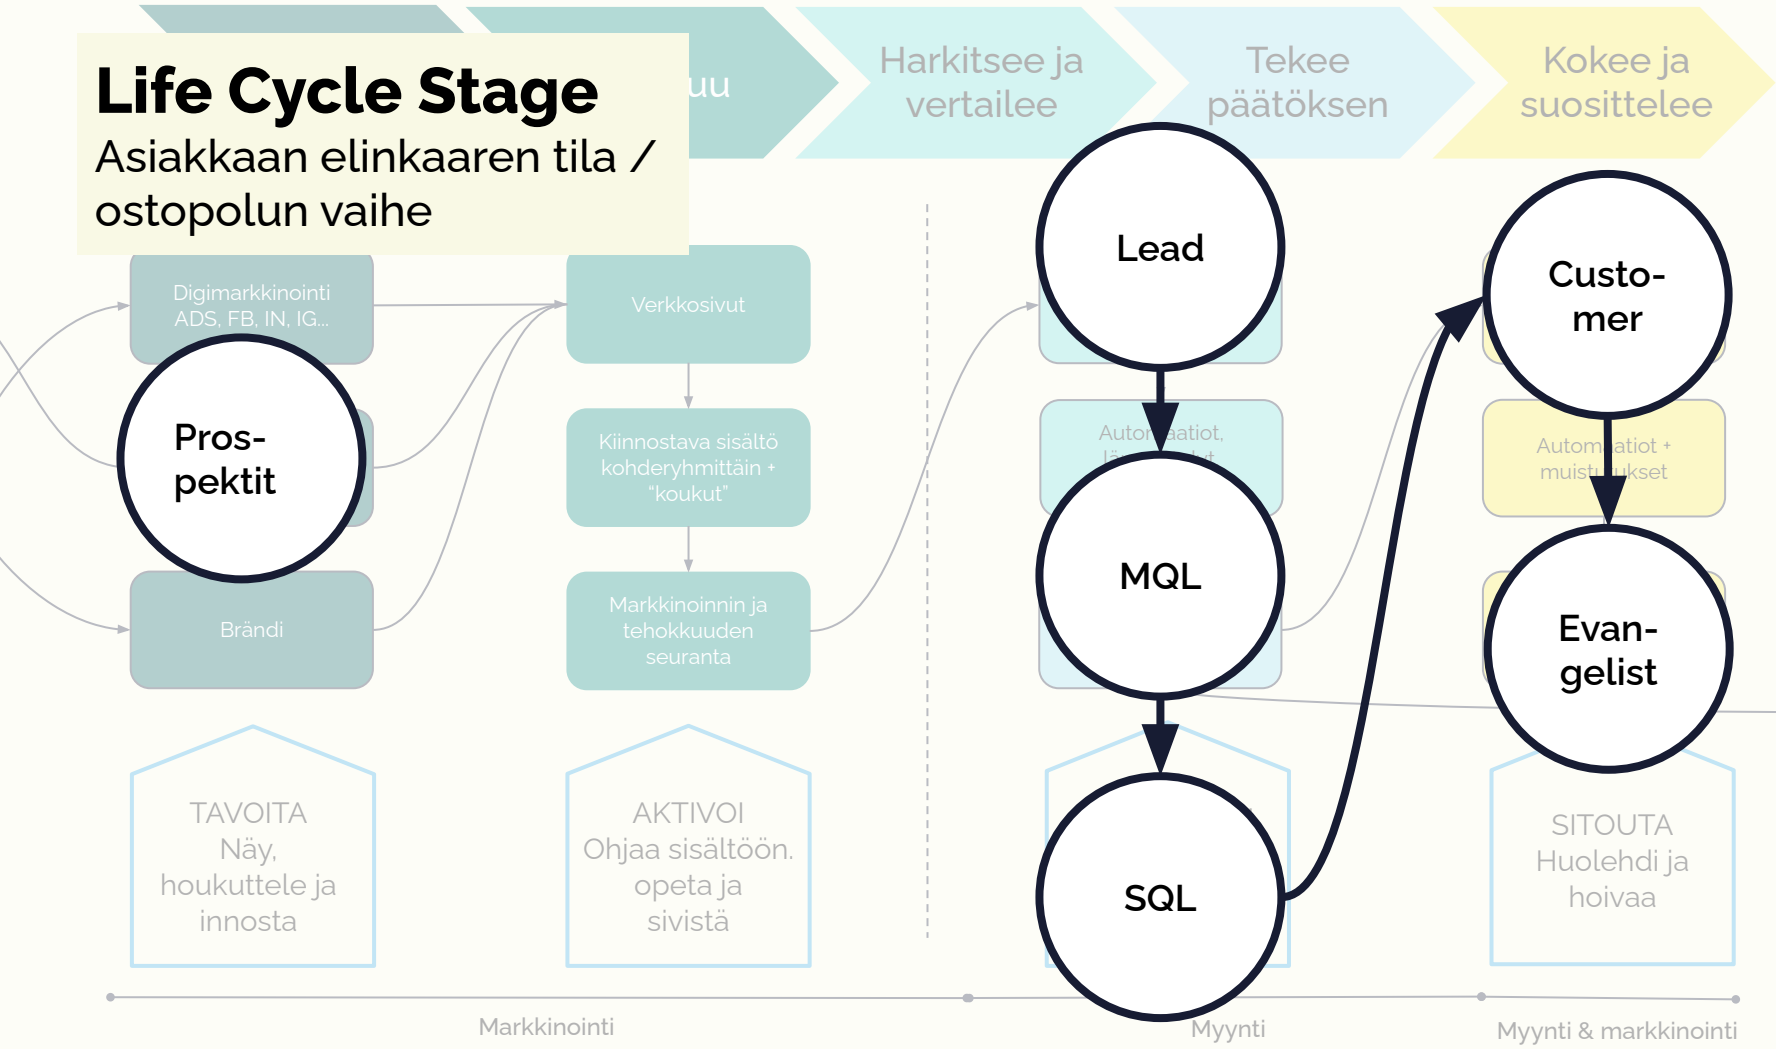 Life Cycle Stage
Asiakkaan elinkaaren tila /
ostopolun vaihe
Harkitsee ja
vertailee
Tekee
päätöksen
Kokee ja
suosittelee
Digimarkkinointi
ADS, FB, IN, IG...
Pros-
pektit
Brändi
Verkkosivut
Kiinnostava sisältö
kohderyhmittäin +
“koukut”
Markkinoinnin ja
tehokkuuden
seuranta
Lead
MQL
SQL
Custo-
mer
Automaatiot +
muistutukset
Evan-
gelist
TAVOITA
Näy,
houkuttele ja
innosta
AKTIVOI
Ohjaa sisältöön.
opeta ja
sivistä
SITOUTA
Huolehdi ja
hoivaa
Markkinointi
Myynti
Myynti & markkinointi